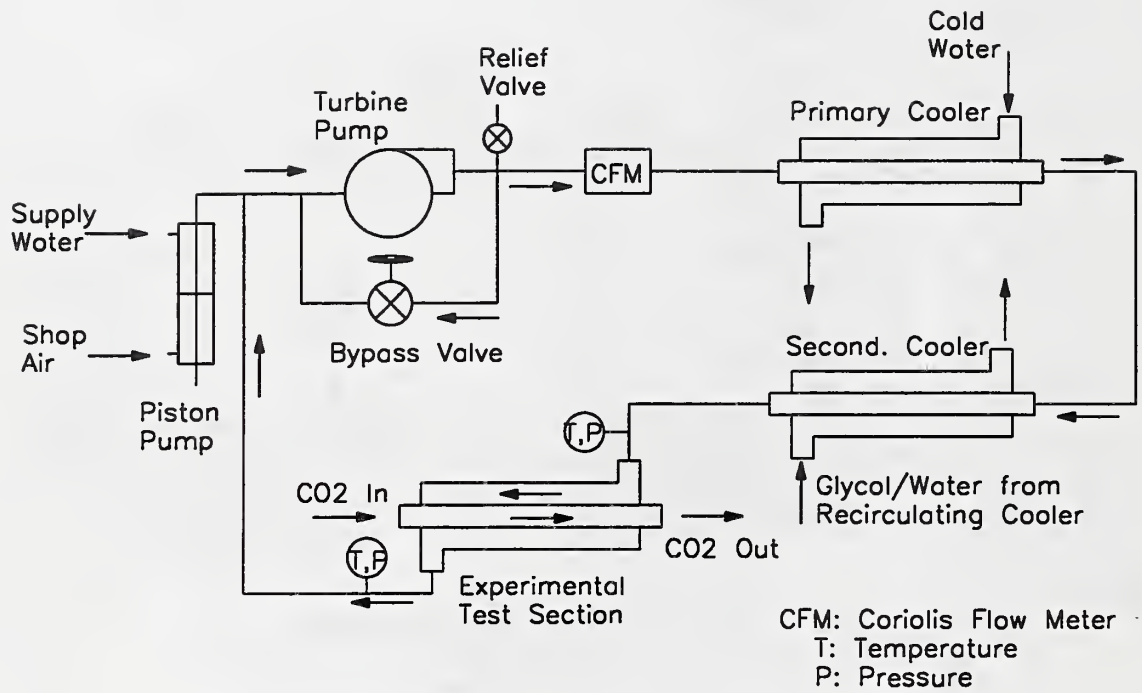 Cold
Woter
Relief
Valve
Turbine
Pump
Primary Cooler
CFM
Supply
Woter
Shop
Air
Bypass Valve
Second. Cooler
Piston
Pump
T,P
CO2 In
Glycol/Water from
Recirculating Cooler
CO2 Out
T,P
Experimental
Test Section
CFM: Coriolis Flow Meter
T: Temperature
P: Pressure